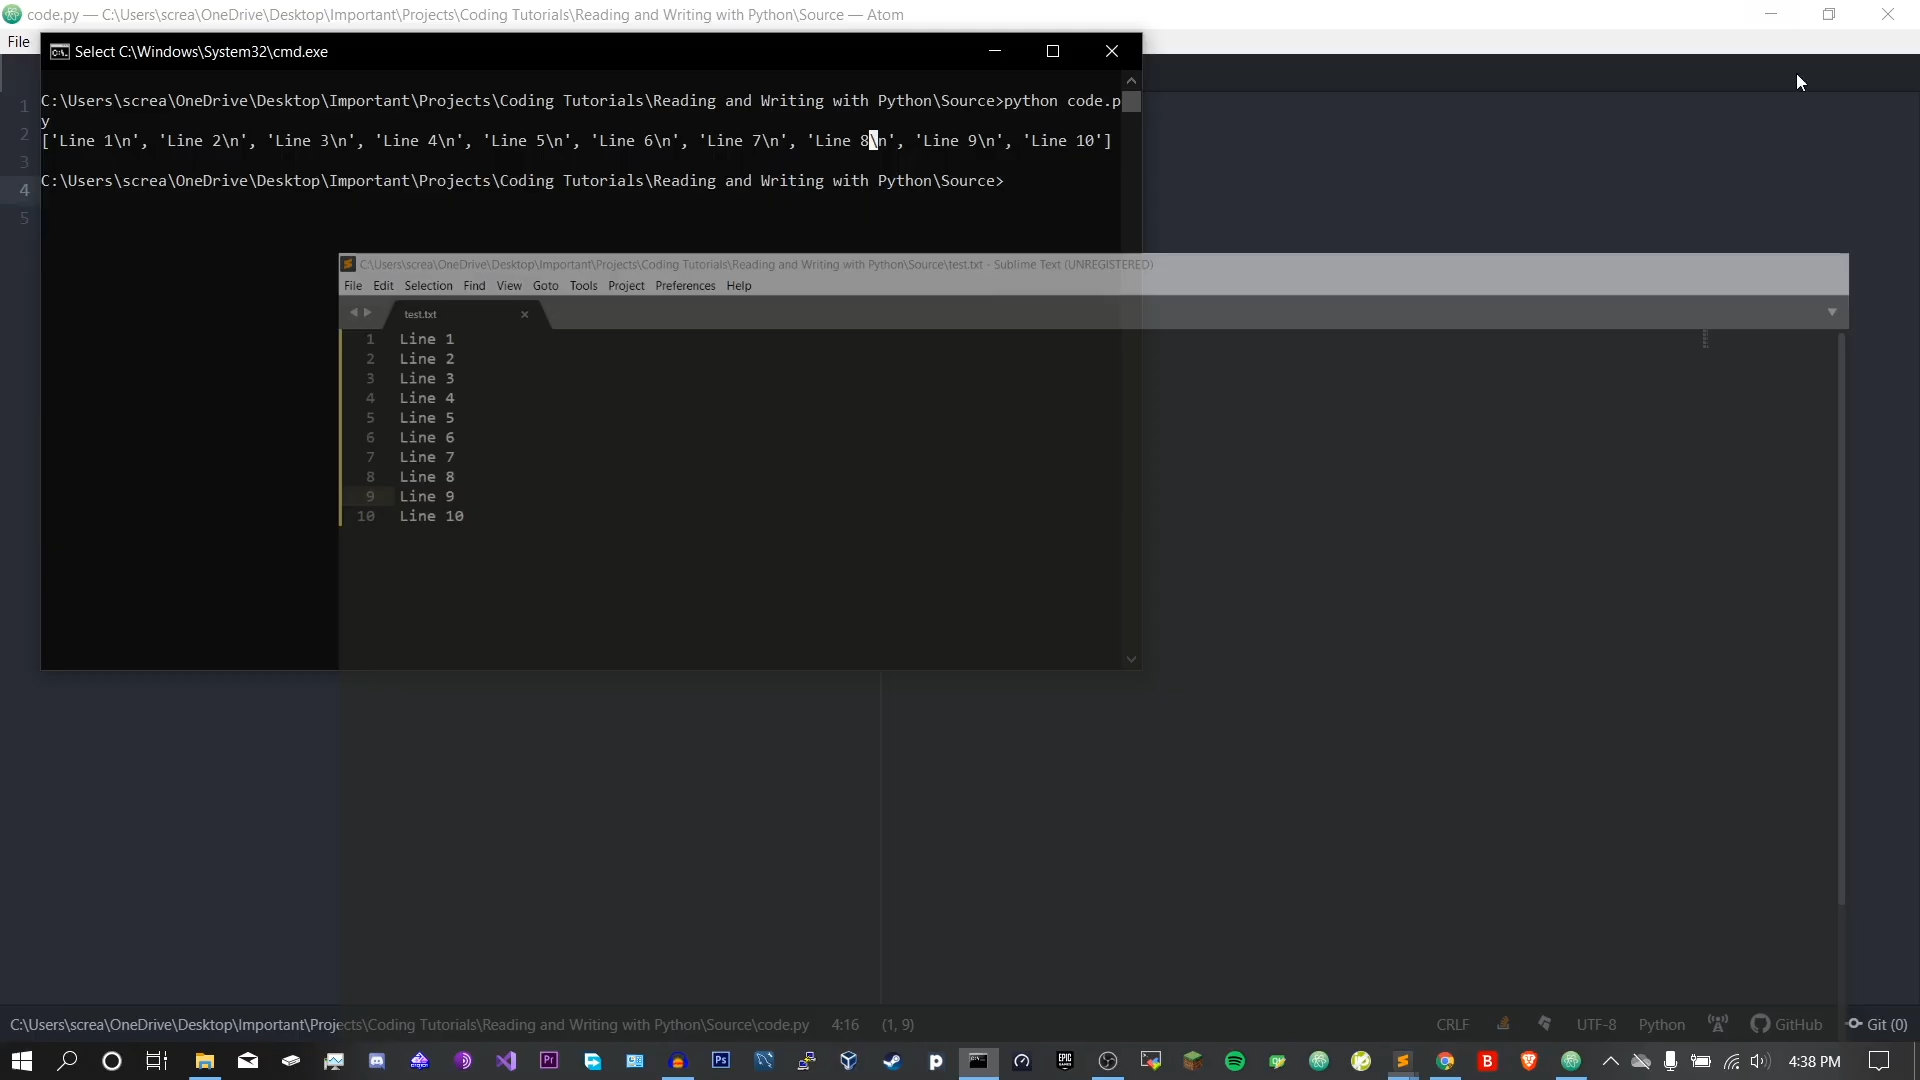 code.py — C:\Users\screa\OneDrive\Desktop\Important\Projects\Coding Tutorials\Reading and Writing with Python\Source — Atom
File
Select C:\Windows\System32\cmd.exe
C:\Users\screa\OneDrive\Desktop\Important\Projects\Coding Tutorials\Reading and Writing with Python\Source>python code.p
y
['Line 1\n', 'Line 2\n', 'Line 3\n', 'Line 4\n', 'Line 5\n', 'Line 6\n', 'Line 7\n', 'Line 8\n', 'Line 9\n', 'Line 10']
C:\Users\screa\OneDrive\Desktop\Important\Projects\Coding Tutorials\Reading and Writing with Python\Source>
1
2
3
4
5
C:\Users\screa\OneDrive\Desktop\Important\Projects\Coding Tutorials\Reading and Writing with Python\Source\test.txt - Sublime Text (UNREGISTERED)
File Edit Selection Find View Goto Tools Project Preferences Help
test.txt
1 Line 1
2 Line 2
3 Line 3
4 Line 4
5 Line 5
6 Line 6
7 Line 7
8 Line 8
9 Line 9
10 Line 10
C:\Users\screa\OneDrive\Desktop\Important\Projects\Coding Tutorials\Reading and Writing with Python\Source\code.py 4:16 (1, 9) CRLF UTF-8 Python GitHub Git (0)
4:38 PM